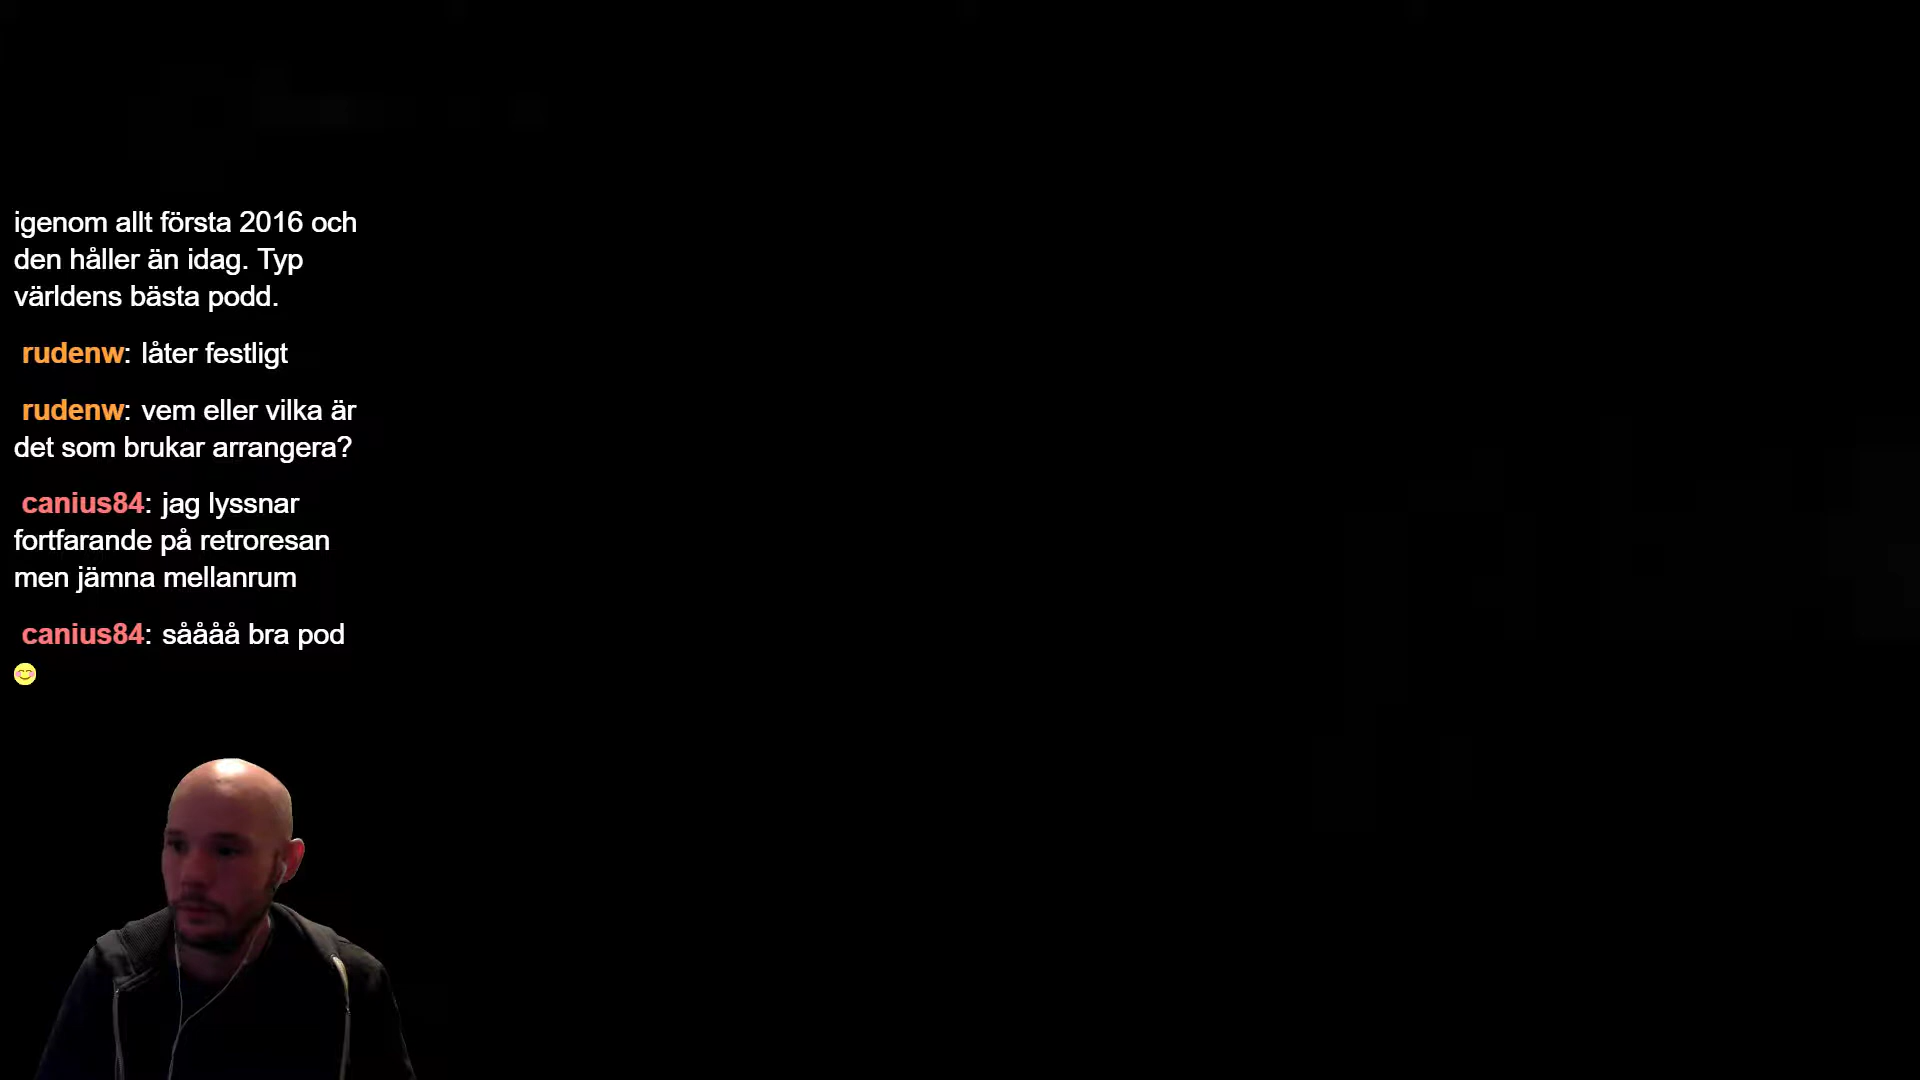 igenom allt första 2016 och
den håller än idag. Typ
världens bästa podd.
rudenw: låter festligt
rudenw: vem eller vilka är
det som brukar arrangera?
canius84: jag lyssnar
fortfarande på retroresan
men jämna mellanrum
canius84: såååå bra pod